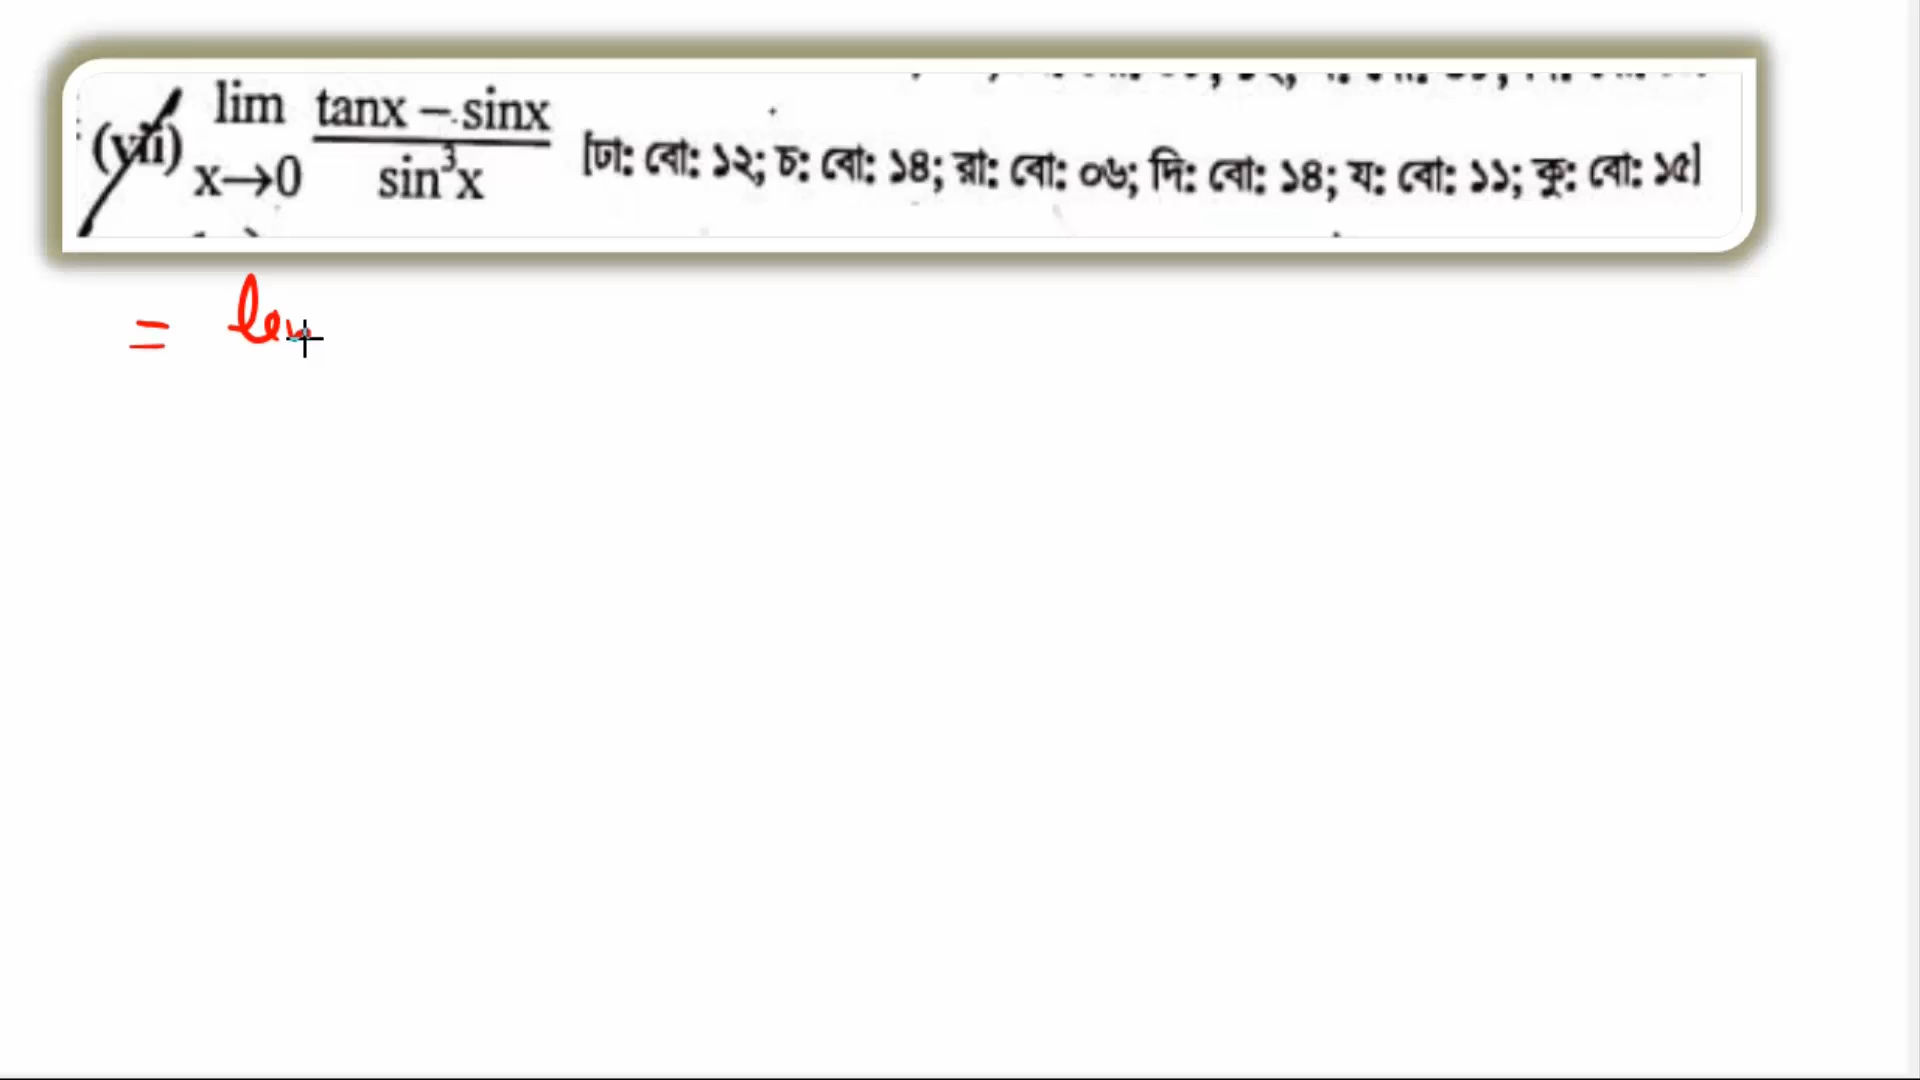 (vii) lim x→0 tanx – sinx / sin³x [ঢা: বো: ১২; চ: বো: ১৪; রা: বো: ০৬; দি: বো: ১৪; য: বো: ১১; কু: বো: ১৫]
=